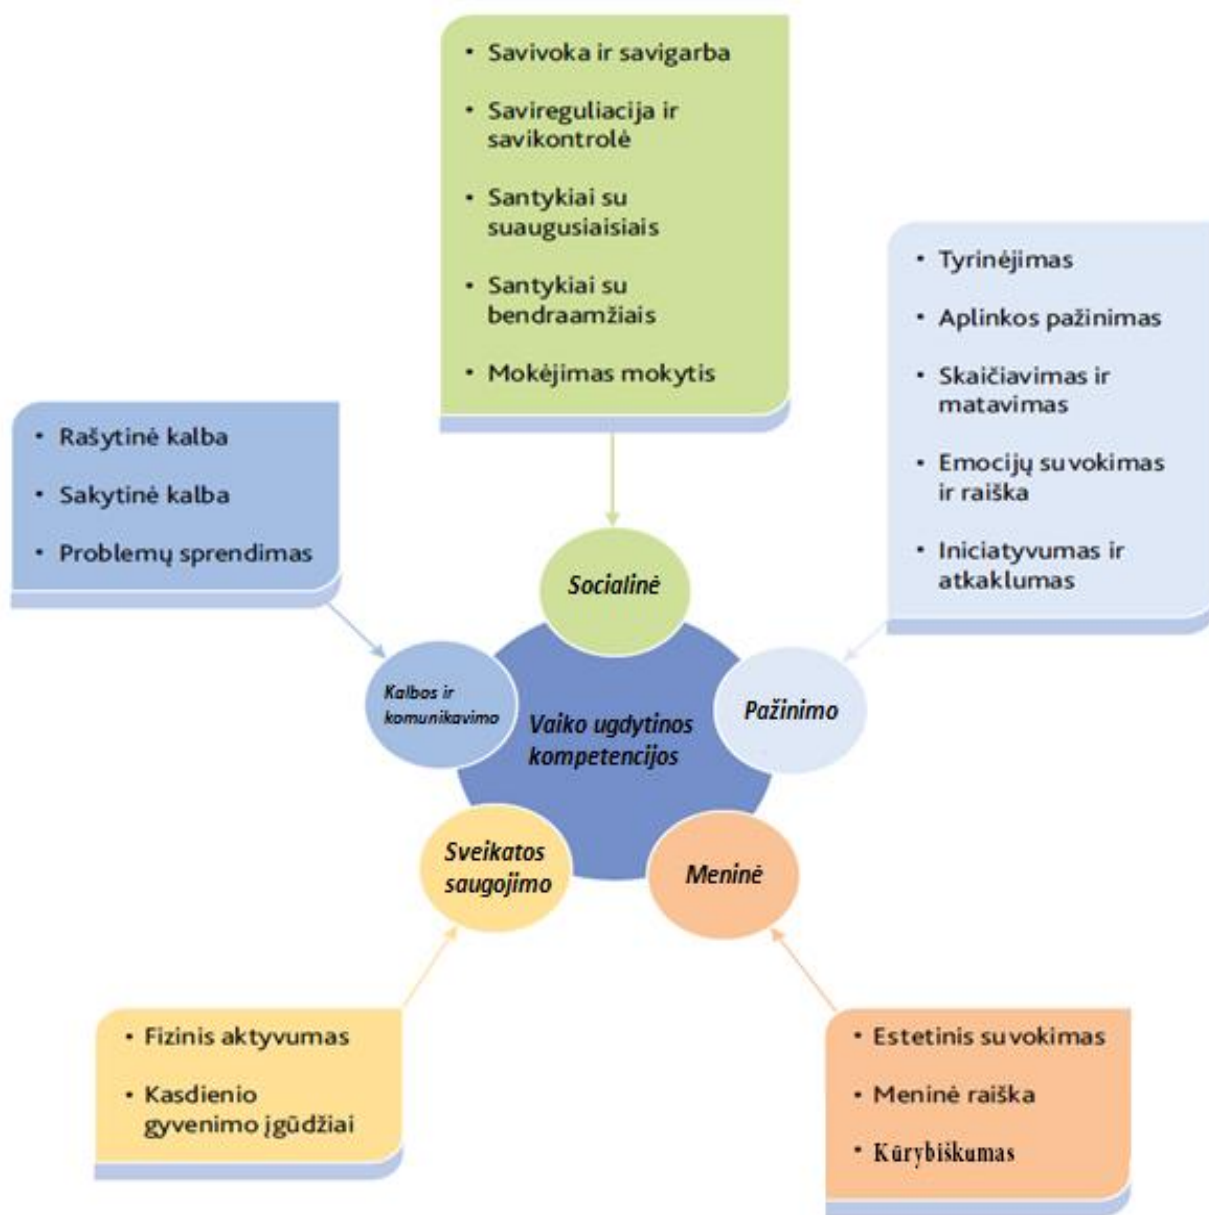 • Savivoka ir savigarba
• Savireguliacija ir
savikontrolė
• Santykiai su
suaugusiaisiais
• Santykiai su
bendraamžiais
• Mokėjimas mokytis
• Tyrinėjimas
• Aplinkos pažinimas
• Skaičiavimas ir
matavimas
• Emocijų suvokimas
ir raiška
• Iniciatyvumas ir
atkaklumas
• Rašytinė kalba
• Sakytinė kalba
• Problemų sprendimas
Socialinė
Kalbos ir
komunikavimo
Vaiko ugdytinos
kompetencijos
Pažinimo
Sveikatos
saugojimo
Meninė
• Fizinis aktyvumas
• Kasdienio
gyvenimo įgūdžiai
• Estetinis suvokimas
• Meninė raiška
• Kūrybiškumas